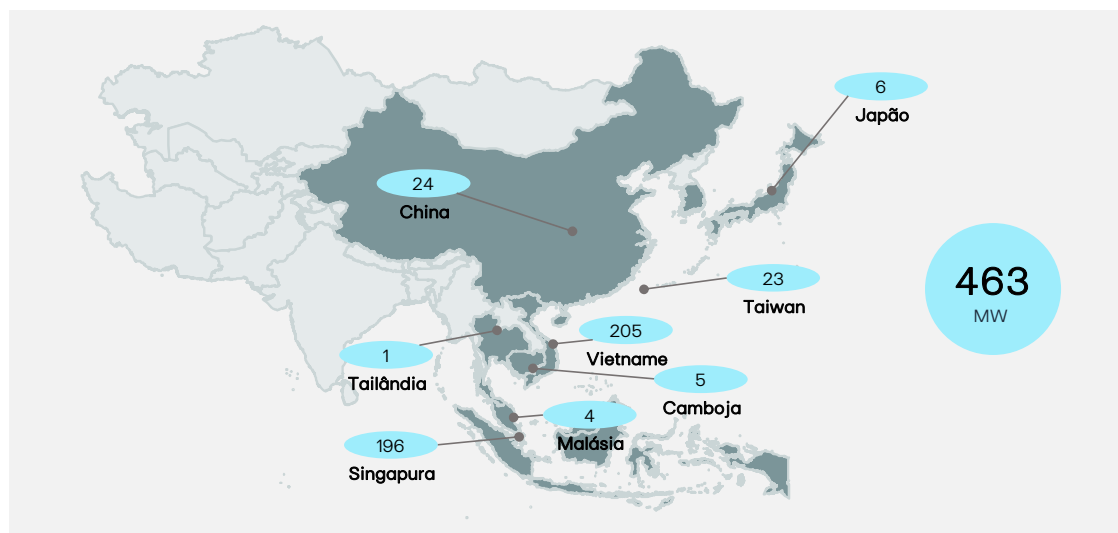 6
Japão
24
China
23
Taiwan
463
MW
205
Vietname
1
Tailândia
5
Camboja
4
Malásia
196
Singapura